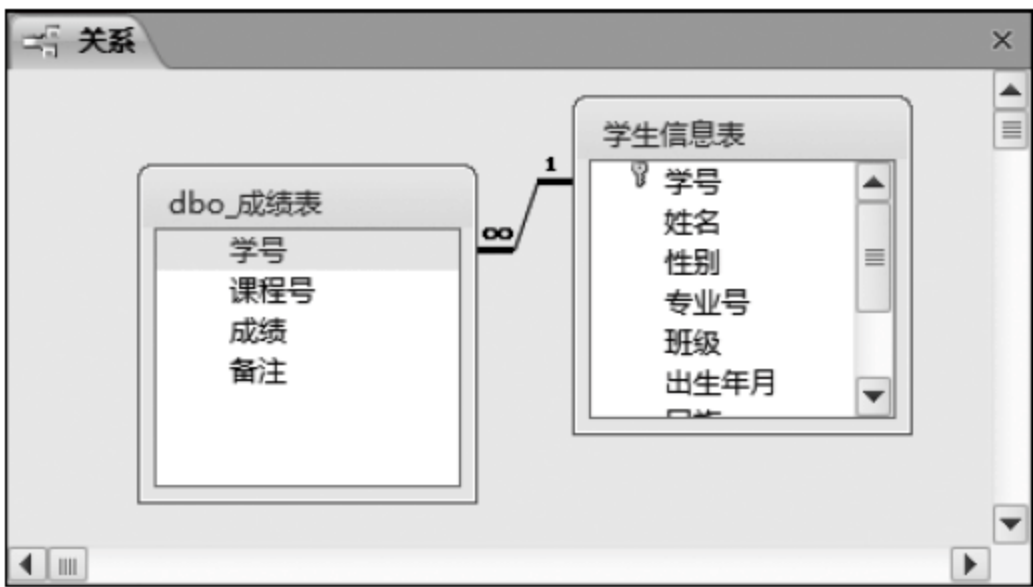 关系
dbo_成绩表
学号
课程号
成绩
备注
∞
1
学生信息表
学号
姓名
性别
专业号
班级
出生年月